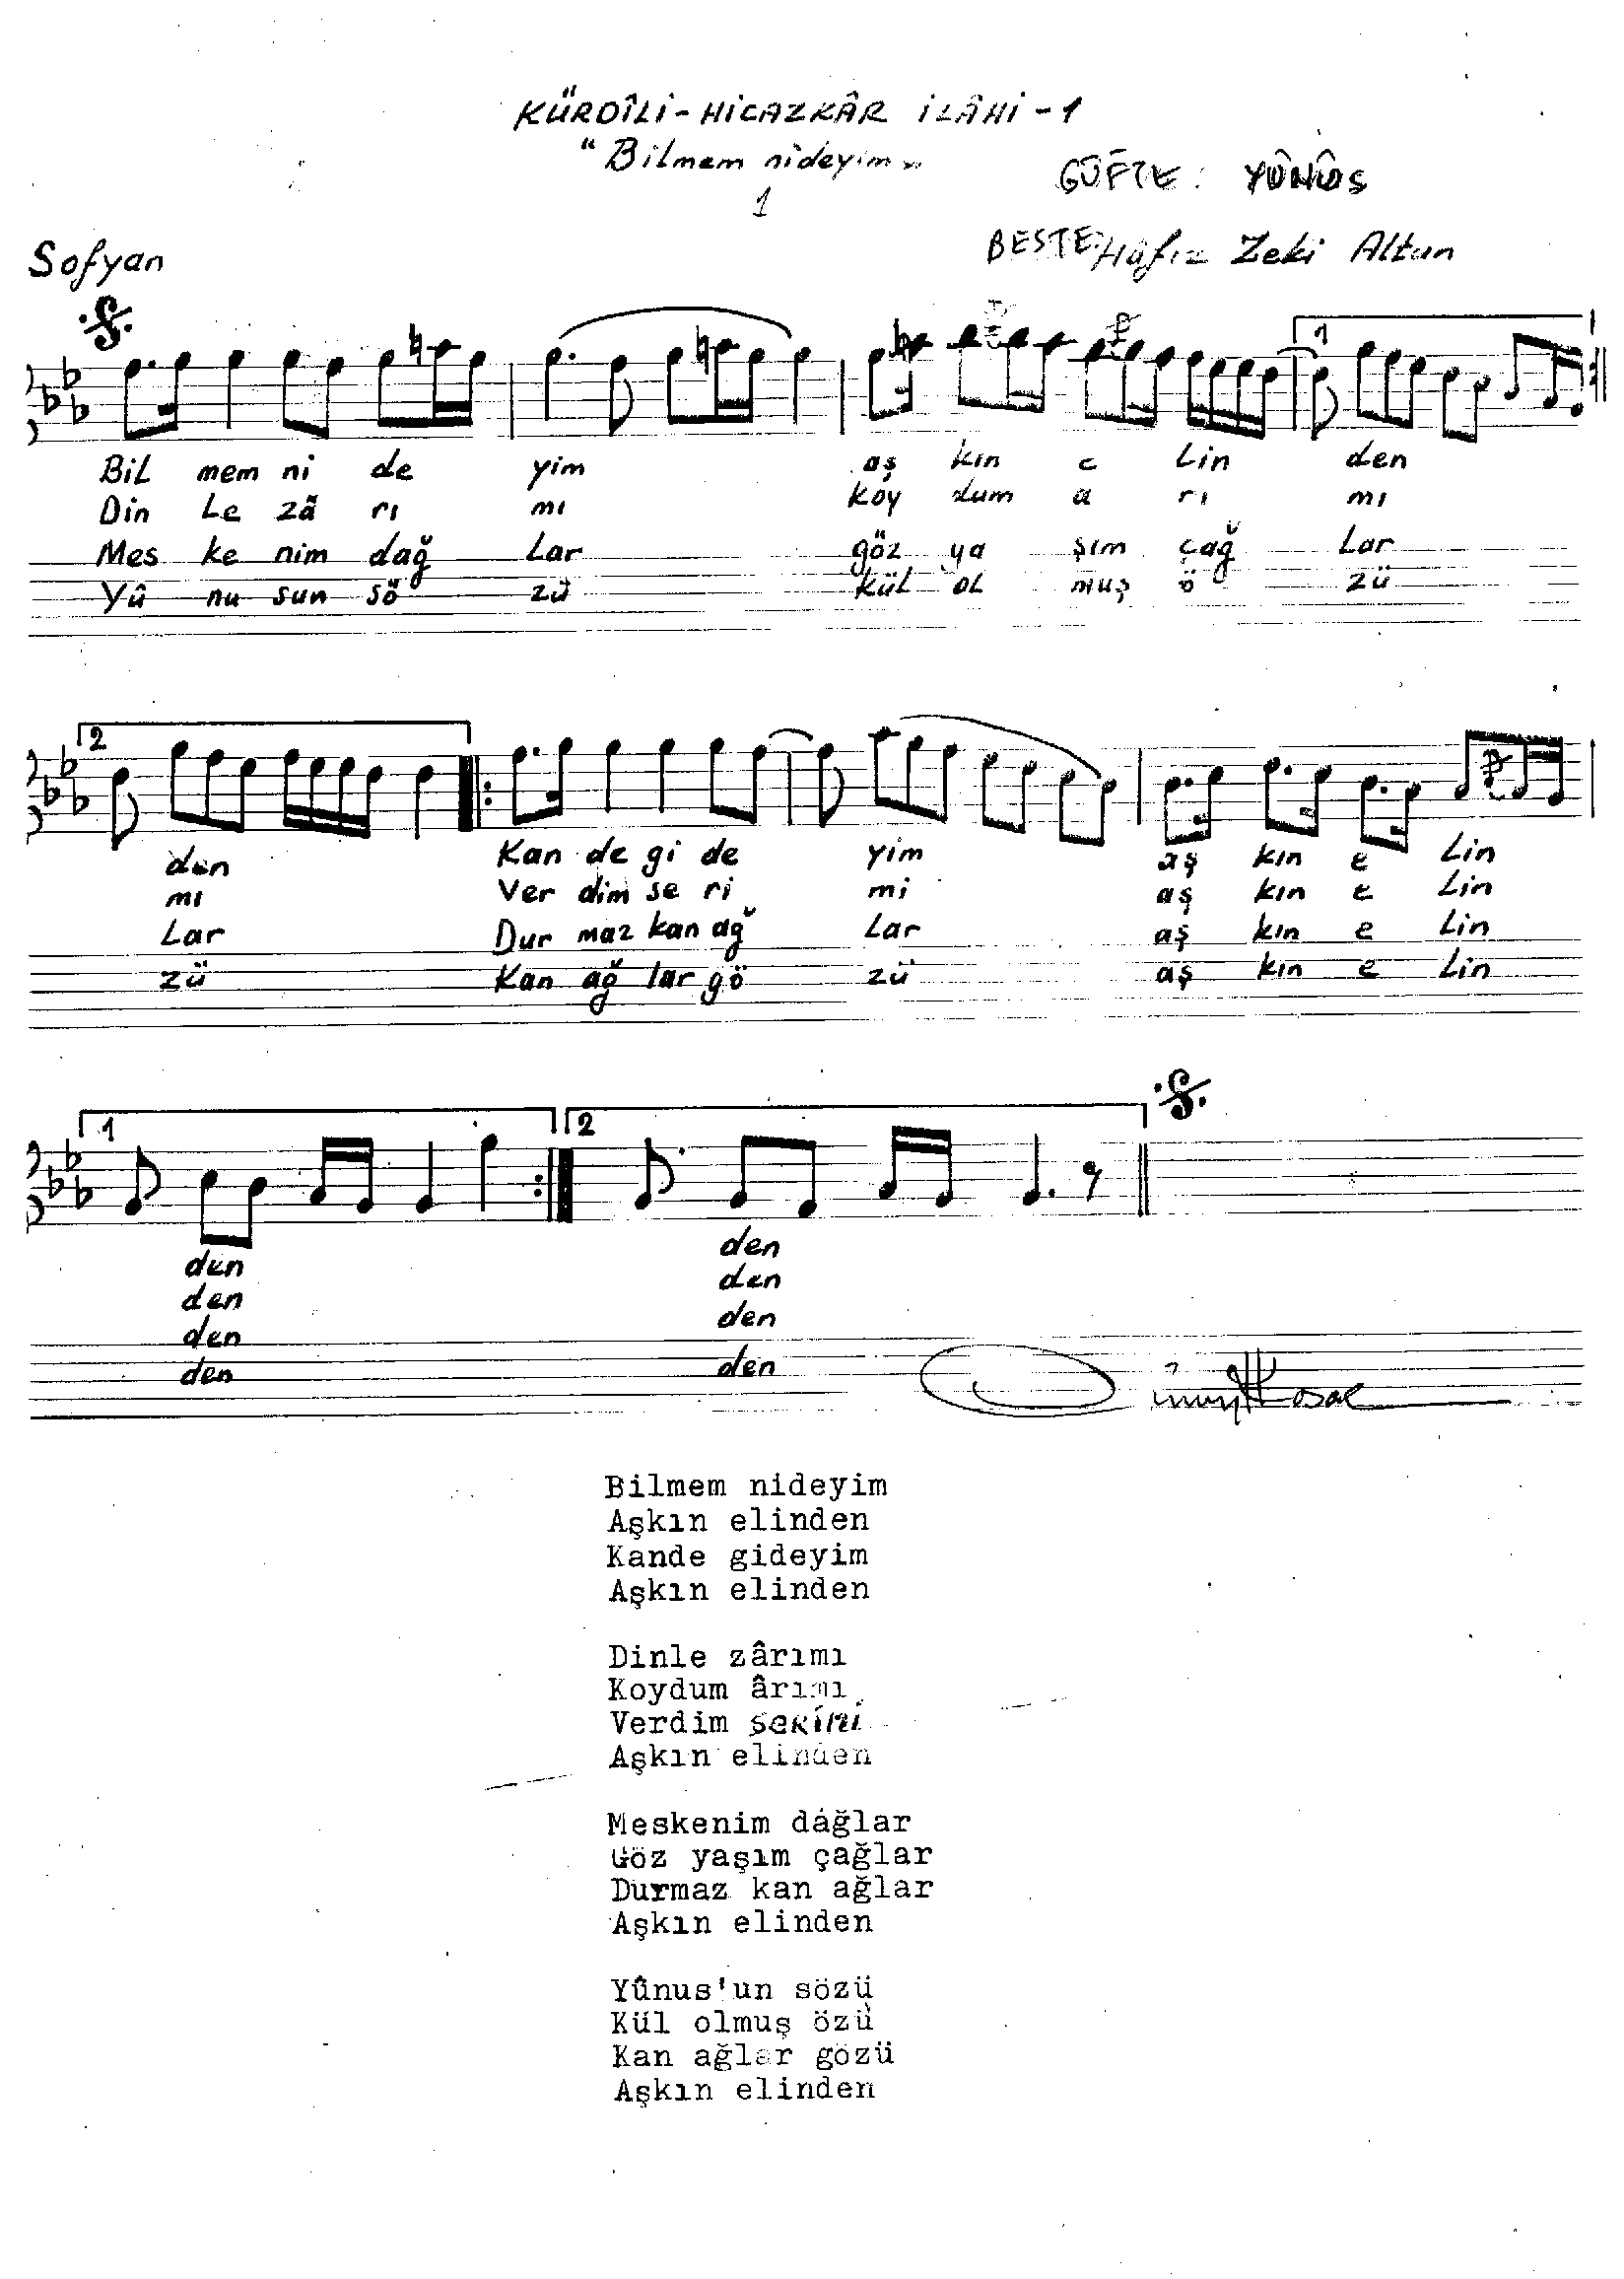 KÜRDÎLİ-HİCAZKÂR İLÂHİ-1
"Bilmem nideyim"
1
GÜFTE: YÛNUS
BESTE: Hâfız Zeki Altun
Sofyan
1
Bil mem ni de yim aş kın e Lin den
Din Le zâ rı mı koy dum a rı mı
Mes ke nim dağ Lar göz ya şım çağ Lar
Yû nu sun sö zü kül ol muş ö zü
2
den Kan de gi de yim aş kın e Lin
mı Ver dim se ri mi aş kın e Lin
Lar Dur maz kan ağ Lar aş kın e Lin
zü Kan ağ lar gö zü aş kın e Lin
1 2
den den
den den
den den
den den
Bilmem nideyim
Aşkın elinden
Kande gideyim
Aşkın elinden
Dinle zârımı
Koydum ârımı
Verdim serimi
Aşkın elinden
Meskenim dağlar
Göz yaşım çağlar
Durmaz kan ağlar
Aşkın elinden
Yûnus'un sözü
Kül olmuş özü
Kan ağlar gözü
Aşkın elinden